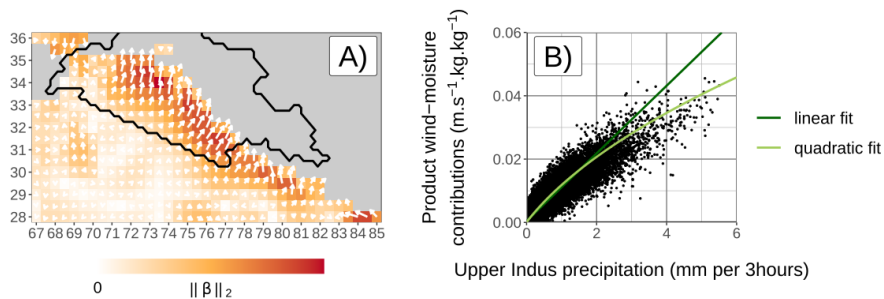 A)
36
35
34
33
32
31
30
29
28
67 68 69 70 71 72 73 74 75 76 77 78 79 80 81 82 83 84 85
0
|| β || ₂
B)
Product wind−moisture
contributions (m.s⁻¹.kg.kg⁻¹)
0.06
0.04
0.02
0.00
0 2 4 6
Upper Indus precipitation (mm per 3hours)
linear fit
quadratic fit